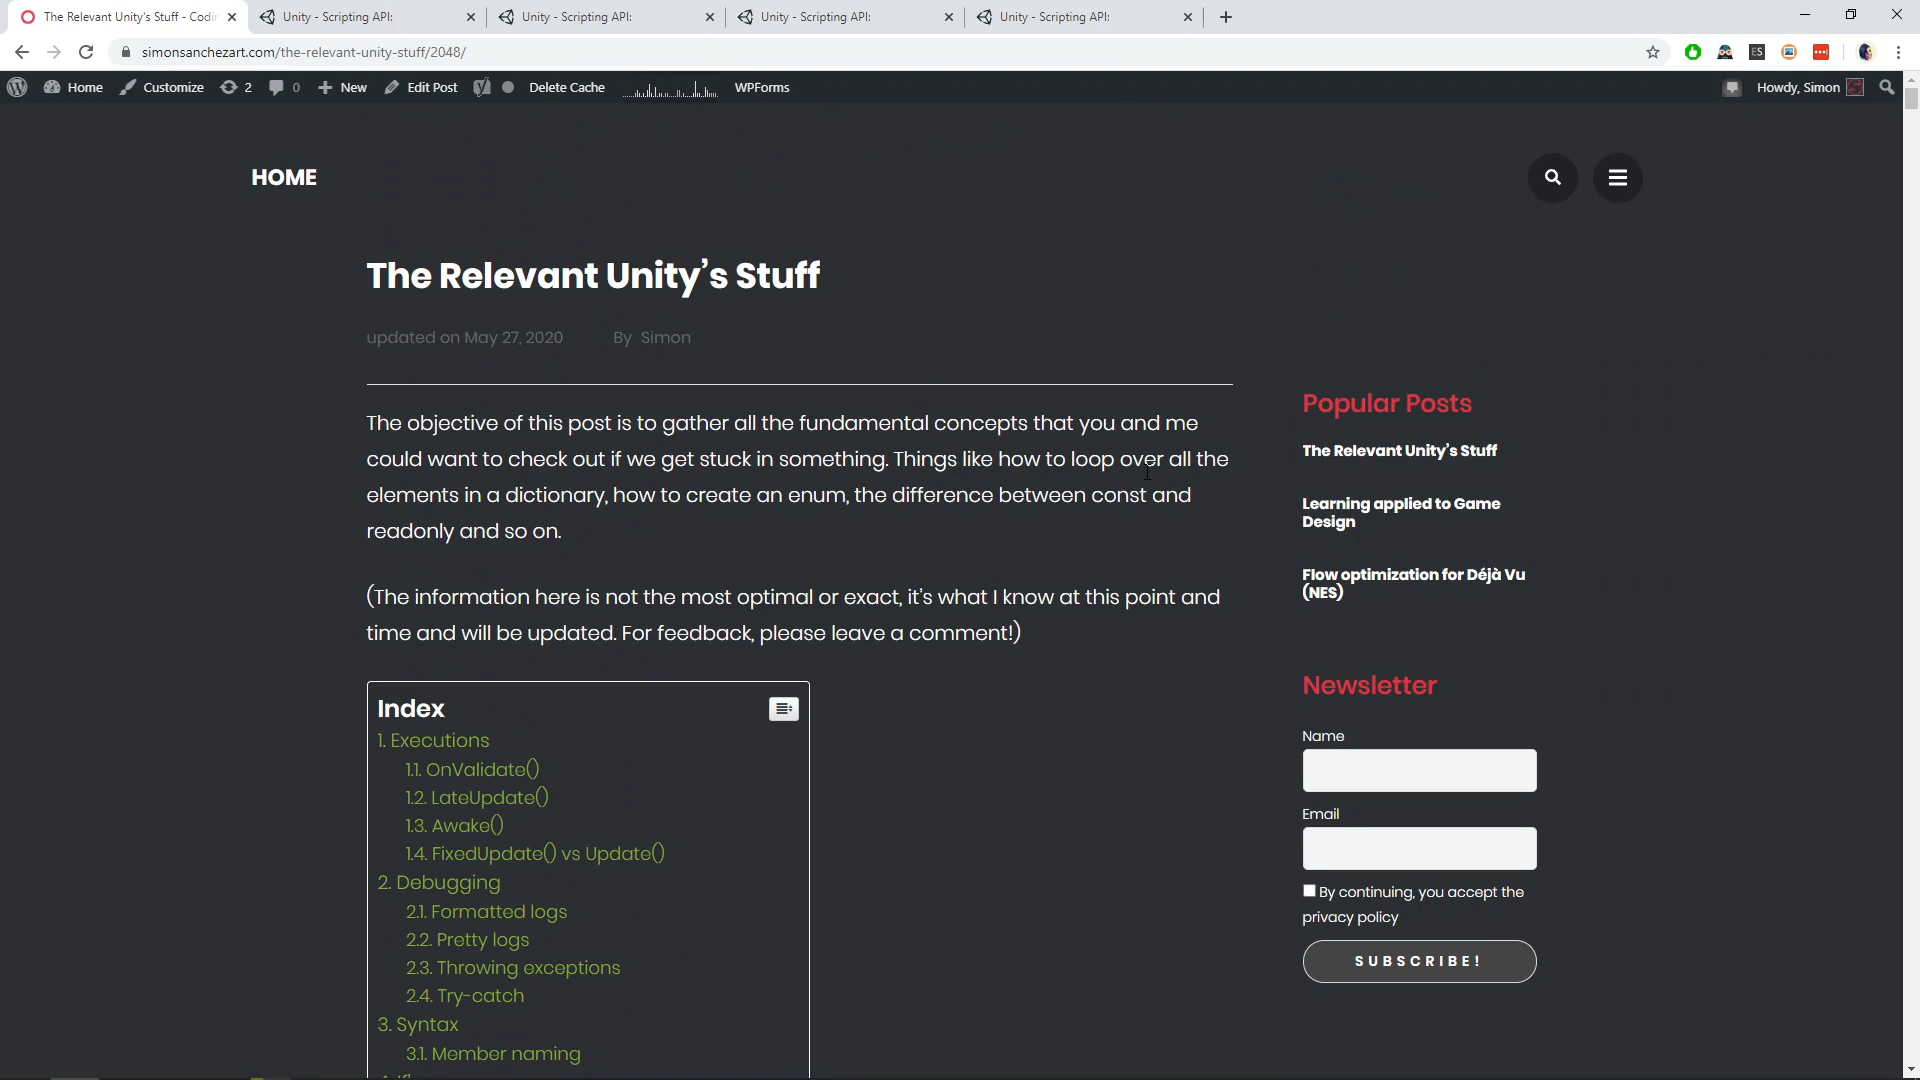 The Relevant Unity's Stuff - Codin
Unity - Scripting API:
Unity - Scripting API:
Unity - Scripting API:
Unity - Scripting API:
simonsanchezart.com/the-relevant-unity-stuff/2048/
ES
Home
Customize
2
0
New
Edit Post
Delete Cache
WPForms
Howdy, Simon
HOME
The Relevant Unity’s Stuff
updated on May 27, 2020
By Simon
The objective of this post is to gather all the fundamental concepts that you and me
could want to check out if we get stuck in something. Things like how to loop over all the
elements in a dictionary, how to create an enum, the difference between const and
readonly and so on.
(The information here is not the most optimal or exact, it’s what I know at this point and
time and will be updated. For feedback, please leave a comment!)
Index
1. Executions
1.1. OnValidate()
1.2. LateUpdate()
1.3. Awake()
1.4. FixedUpdate() vs Update()
2. Debugging
2.1. Formatted logs
2.2. Pretty logs
2.3. Throwing exceptions
2.4. Try-catch
3. Syntax
3.1. Member naming
Popular Posts
The Relevant Unity’s Stuff
Learning applied to Game
Design
Flow optimization for Déjà Vu
(NES)
Newsletter
Name
Email
By continuing, you accept the
privacy policy
SUBSCRIBE!